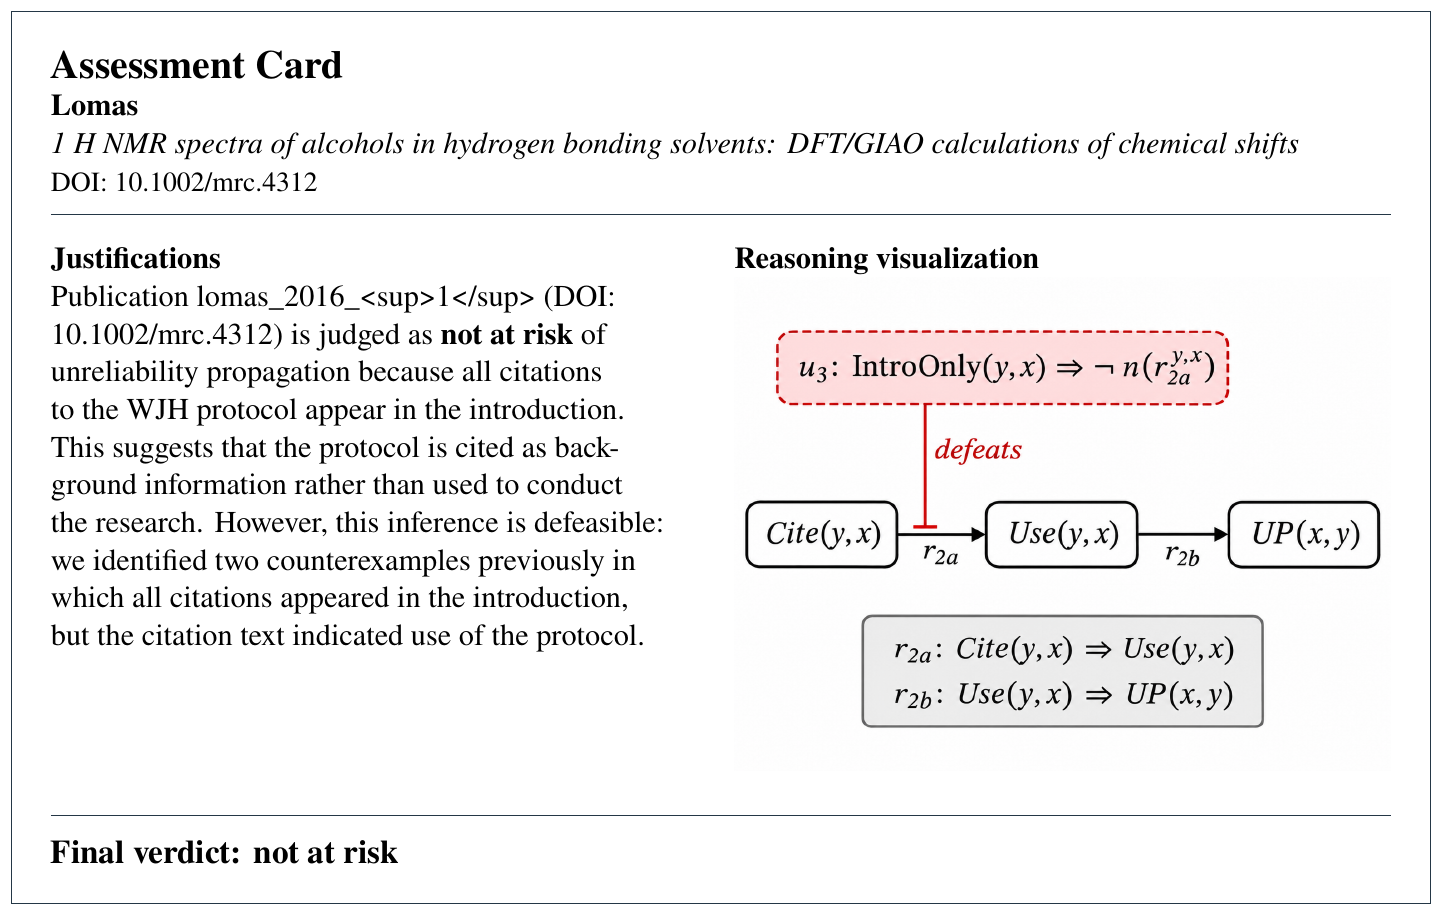 Assessment Card
Lomas
1 H NMR spectra of alcohols in hydrogen bonding solvents: DFT/GIAO calculations of chemical shifts
DOI: 10.1002/mrc.4312
Justifications
Publication lomas_2016_<sup>1</sup> (DOI:
10.1002/mrc.4312) is judged as not at risk of
unreliability propagation because all citations
to the WJH protocol appear in the introduction.
This suggests that the protocol is cited as back-
ground information rather than used to conduct
the research. However, this inference is defeasible:
we identified two counterexamples previously in
which all citations appeared in the introduction,
but the citation text indicated use of the protocol.
Reasoning visualization
u₃: IntroOnly(y, x) ⇒ ¬ n(r₂ₐ^{y,x})
defeats
Cite(y, x)
r₂ₐ
Use(y, x)
r_{2b}
UP(x, y)
r₂ₐ: Cite(y, x) ⇒ Use(y, x)
r_{2b}: Use(y, x) ⇒ UP(x, y)
Final verdict: not at risk